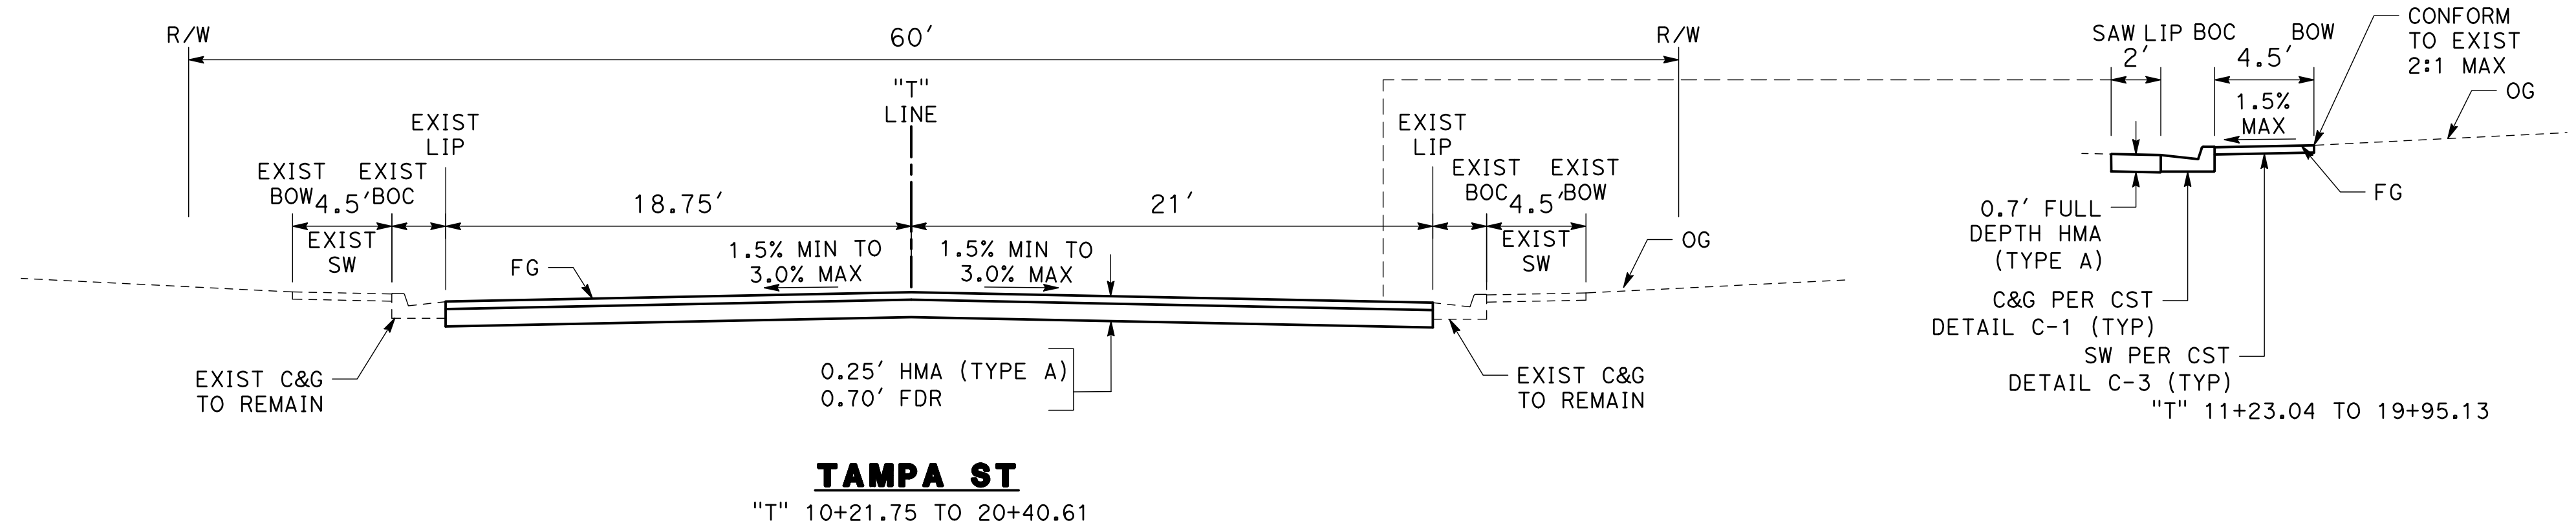 R/W
60'
R/W
"T"
LINE
EXIST
LIP
EXIST
LIP
EXIST
BOW
4.5'
EXIST
BOC
EXIST
SW
18.75'
21'
EXIST
BOC
4.5'
EXIST
BOW
EXIST
SW
1.5% MIN TO
3.0% MAX
1.5% MIN TO
3.0% MAX
FG
OG
EXIST C&G
TO REMAIN
0.25' HMA (TYPE A)
0.70' FDR
EXIST C&G
TO REMAIN
TAMPA ST
"T" 10+21.75 TO 20+40.61
SAW LIP BOC
BOW
2'
4.5'
CONFORM
TO EXIST
2:1 MAX
OG
1.5%
MAX
FG
0.7' FULL
DEPTH HMA
(TYPE A)
C&G PER CST
DETAIL C-1 (TYP)
SW PER CST
DETAIL C-3 (TYP)
"T" 11+23.04 TO 19+95.13